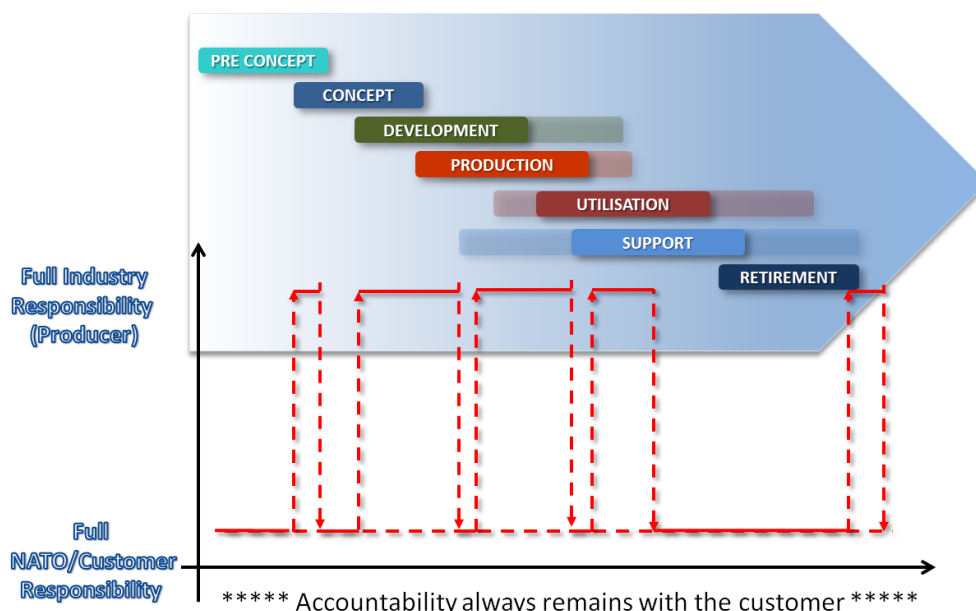 PRE CONCEPT
CONCEPT
DEVELOPMENT
PRODUCTION
UTILISATION
SUPPORT
RETIREMENT
Full Industry
Responsibility
(Producer)
Full
NATO/Customer
Responsibility
***** Accountability always remains with the customer *****